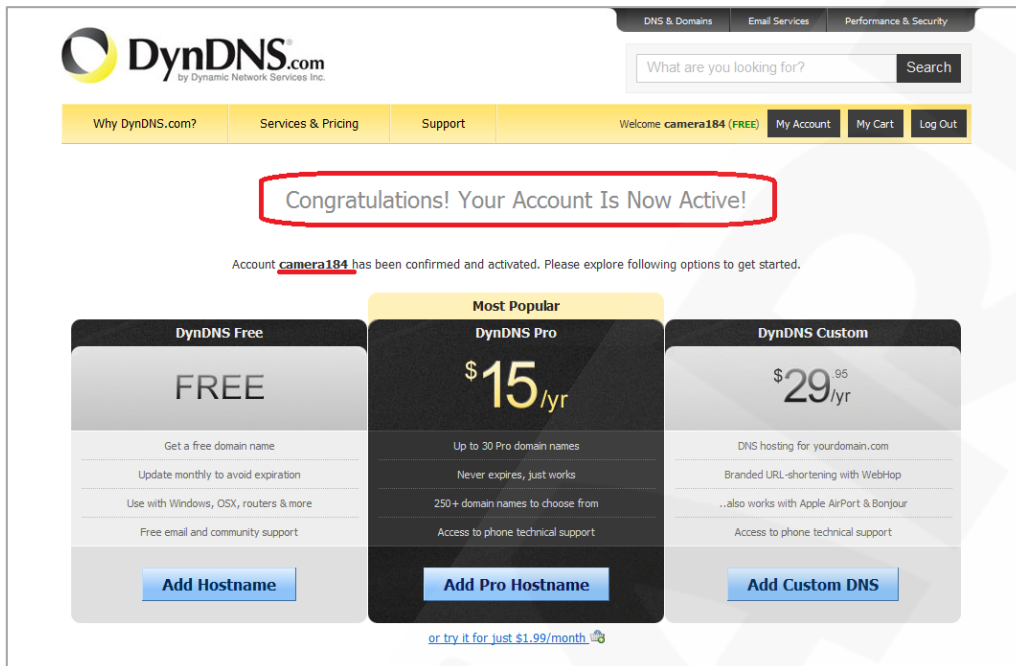 DNS & Domains
Email Services
Performance & Security
DynDNS.com
by Dynamic Network Services Inc.
What are you looking for?
Search
Why DynDNS.com?
Services & Pricing
Support
Welcome camera184 (FREE)
My Account
My Cart
Log Out
Congratulations! Your Account Is Now Active!
Account camera184 has been confirmed and activated. Please explore following options to get started.
Most Popular
DynDNS Free
DynDNS Pro
DynDNS Custom
FREE
$15/yr
$29.95/yr
Get a free domain name
Up to 30 Pro domain names
DNS hosting for yourdomain.com
Update monthly to avoid expiration
Never expires, just works
Branded URL-shortening with WebHop
Use with Windows, OSX, routers & more
250+ domain names to choose from
..also works with Apple AirPort & Bonjour
Free email and community support
Access to phone technical support
Access to phone technical support
Add Hostname
Add Pro Hostname
Add Custom DNS
or try it for just $1.99/month